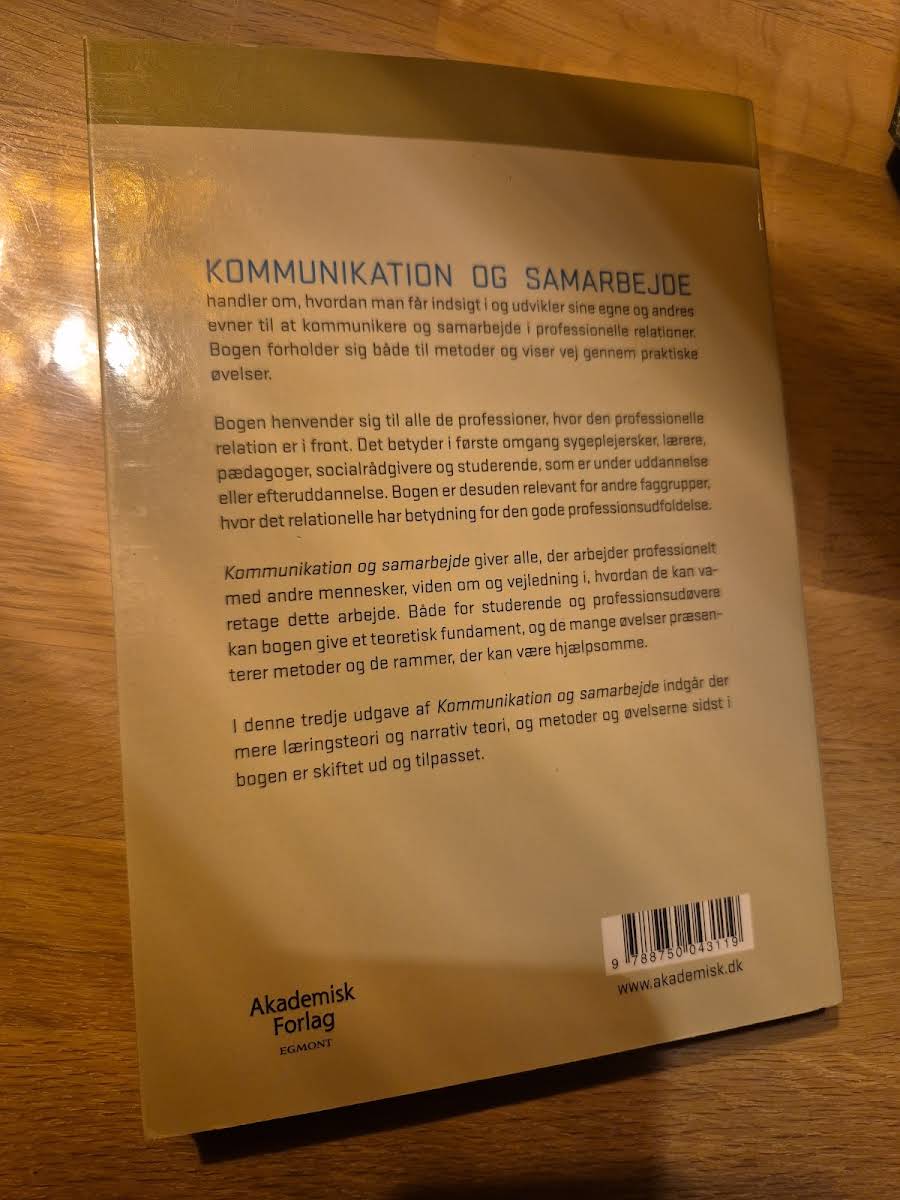 KOMMUNIKATION OG SAMARBEJDE
handler om, hvordan man får indsigt i og udvikler sine egne og andres
evner til at kommunikere og samarbejde i professionelle relationer.
Bogen forholder sig både til metoder og viser vej gennem praktiske
øvelser.
Bogen henvender sig til alle de professioner, hvor den professionelle
relation er i front. Det betyder i første omgang sygeplejersker, lærere,
pædagoger, socialrådgivere og studerende, som er under uddannelse
eller efteruddannelse. Bogen er desuden relevant for andre faggrupper,
hvor det relationelle har betydning for den gode professionsudfoldelse.
Kommunikation og samarbejde giver alle, der arbejder professionelt
med andre mennesker, viden om og vejledning i, hvordan de kan va-
retage dette arbejde. Både for studerende og professionsudøvere
kan bogen give et teoretisk fundament, og de mange øvelser præsen-
terer metoder og de rammer, der kan være hjælpsomme.
I denne tredje udgave af Kommunikation og samarbejde indgår der
mere læringsteori og narrativ teori, og metoder og øvelserne sidst i
bogen er skiftet ud og tilpasset.
9 788750 043119
www.akademisk.dk
Akademisk
Forlag
EGMONT